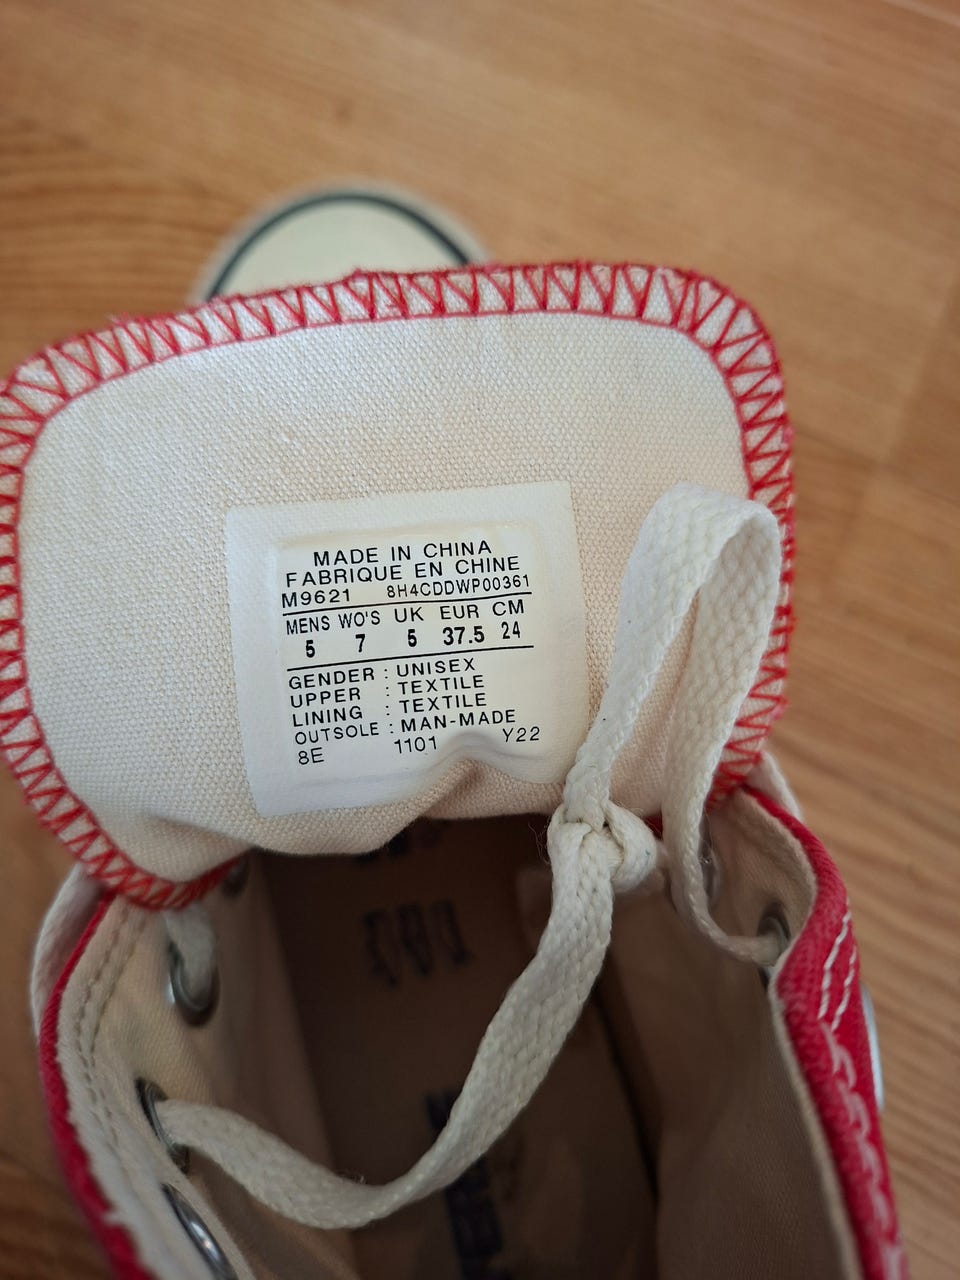 MADE IN CHINA
FABRIQUE EN CHINE
M9621 8H4CDDWP00361
MENS WO'S UK EUR CM
5 7 5 37.5 24
GENDER : UNISEX
UPPER : TEXTILE
LINING : TEXTILE
OUTSOLE : MAN-MADE
8E 1101 Y22